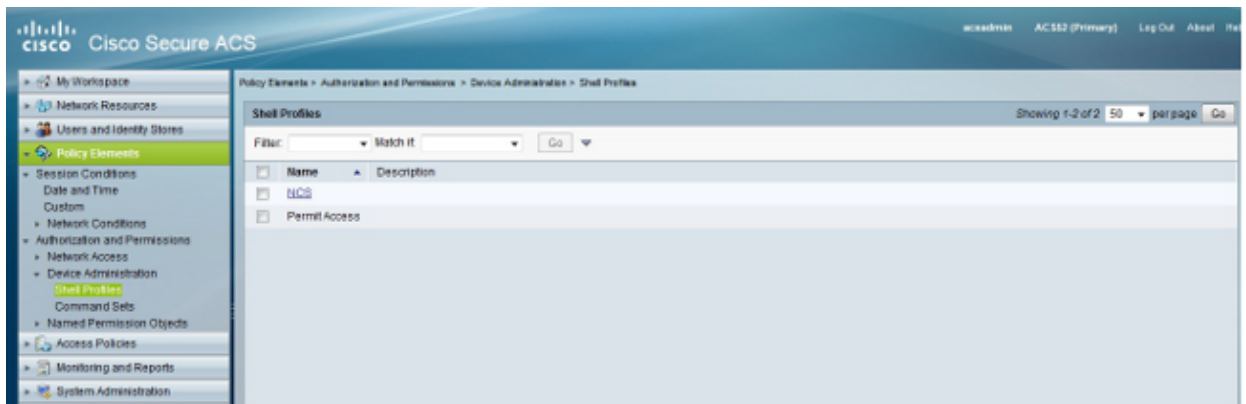 CISCO Cisco Secure ACS
acsadmin ACS52 (Primary) Log Out About
My Workspace
Network Resources
Users and Identity Stores
Policy Elements
Session Conditions
Date and Time
Custom
Network Conditions
Authorization and Permissions
Network Access
Device Administration
Shell Profiles
Command Sets
Named Permission Objects
Access Policies
Monitoring and Reports
System Administration
Policy Elements > Authorization and Permissions > Device Administration > Shell Profiles
Shell Profiles Showing 1-2 of 2 50 per page Go
Filter: Match if: Go
Name Description
NCS
Permit Access